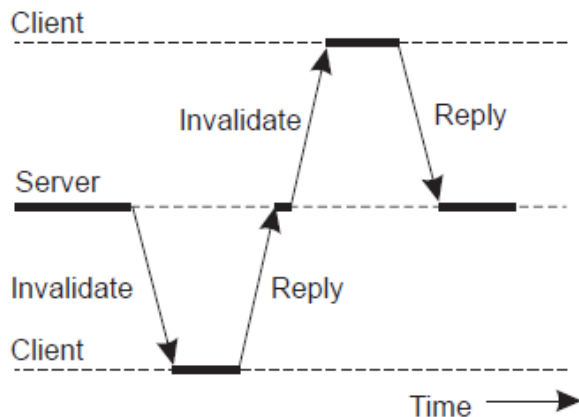 Client
Invalidate
Reply
Server
Invalidate
Reply
Client
Time